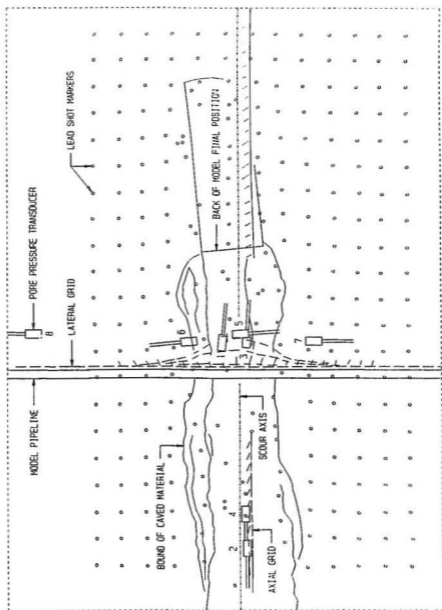 LEAD SHOT MARKERS
PORE PRESSURE TRANSDUCER
8
LATERAL GRID
MODEL PIPELINE
BACK OF MODEL FINAL POSITION
6
5
3
7
BOUND OF CAVED MATERIAL
SCOUR AXIS
4
2
AXIAL GRID